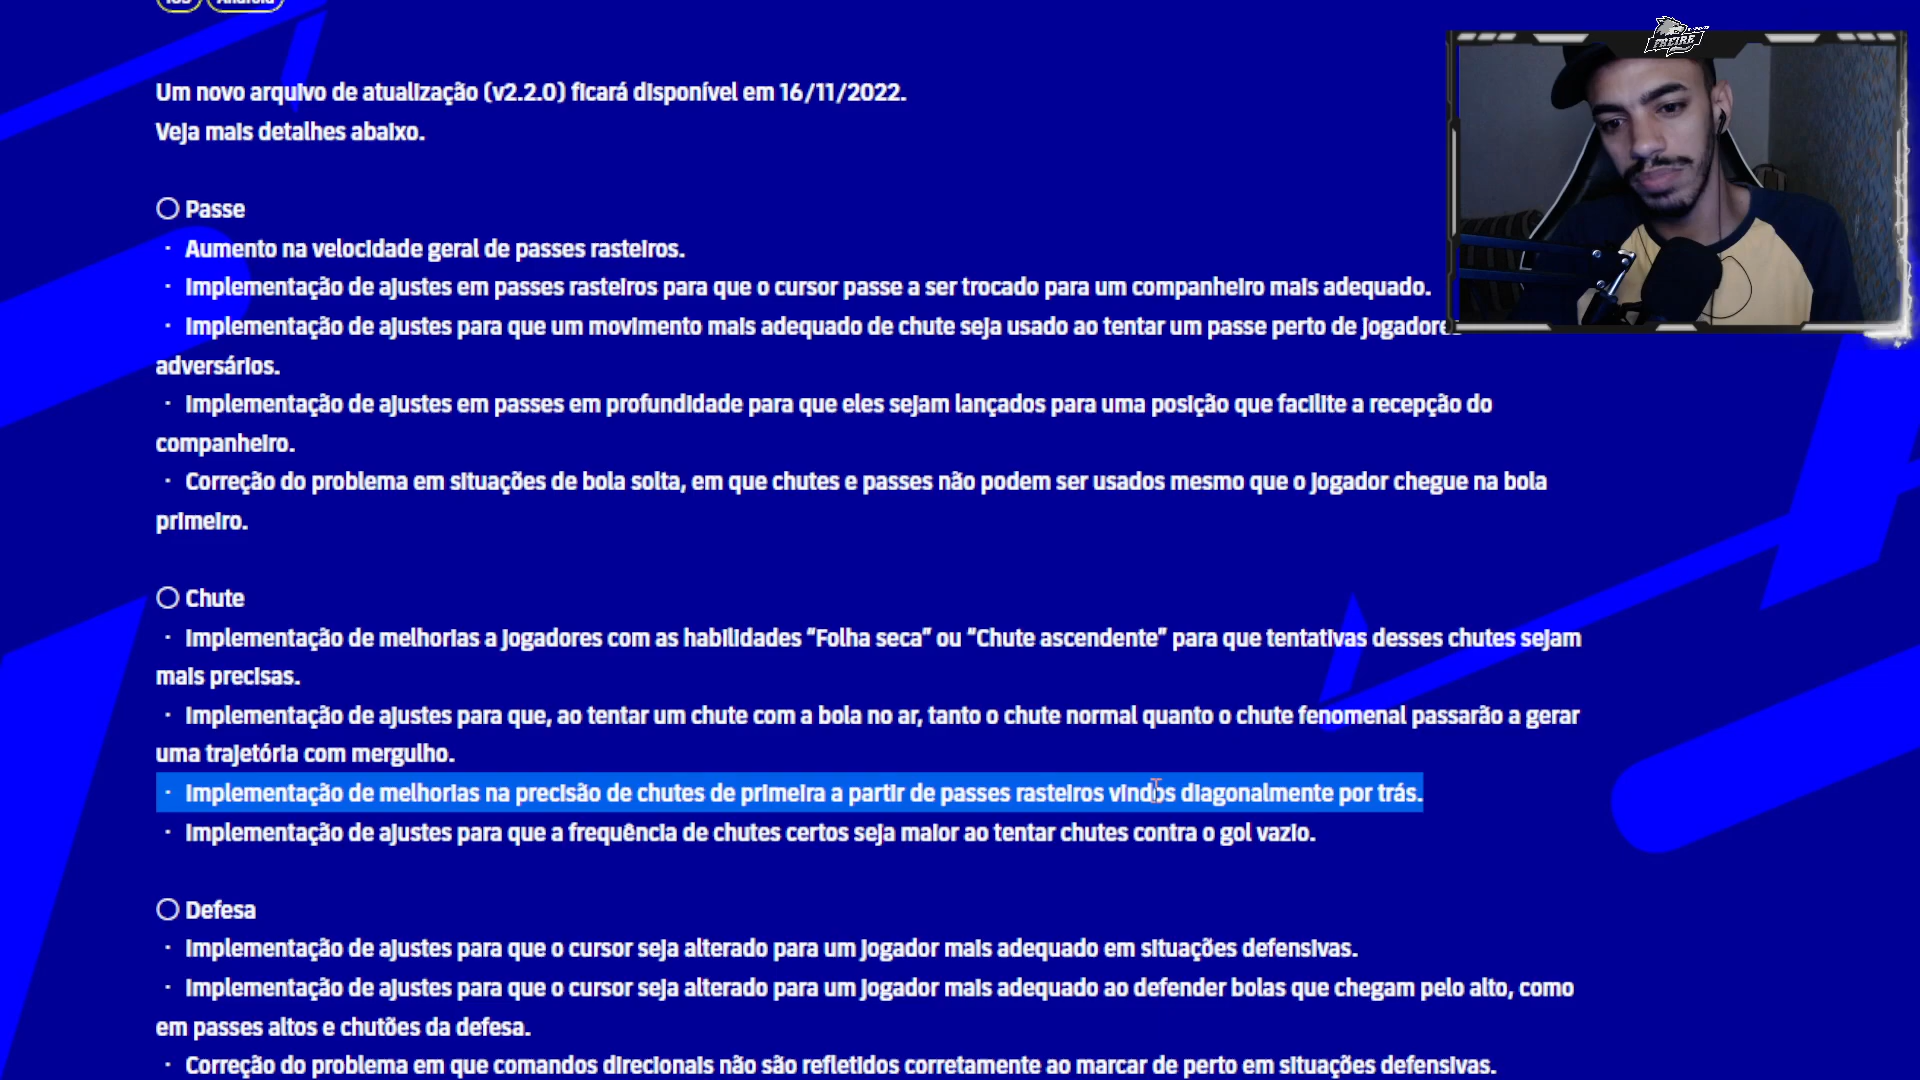 iOS Android
Um novo arquivo de atualização (v2.2.0) ficará disponível em 16/11/2022.
Veja mais detalhes abaixo.
○ Passe
· Aumento na velocidade geral de passes rasteiros.
· Implementação de ajustes em passes rasteiros para que o cursor passe a ser trocado para um companheiro mais adequado.
· Implementação de ajustes para que um movimento mais adequado de chute seja usado ao tentar um passe perto de
adversários.
· Implementação de ajustes em passes em profundidade para que eles sejam lançados para uma posição que facilite a recepção do
companheiro.
· Correção do problema em situações de bola solta, em que chutes e passes não podem ser usados mesmo que o jogador chegue na bola
primeiro.
○ Chute
· Implementação de melhorias a jogadores com as habilidades "Folha seca" ou "Chute ascendente" para que tentativas desses chutes sejam
mais precisas.
· Implementação de ajustes para que, ao tentar um chute com a bola no ar, tanto o chute normal quanto o chute fenomenal passarão a gerar
uma trajetória com mergulho.
· Implementação de melhorias na precisão de chutes de primeira a partir de passes rasteiros vindos diagonalmente por trás.
· Implementação de ajustes para que a frequência de chutes certos seja maior ao tentar chutes contra o gol vazio.
○ Defesa
· Implementação de ajustes para que o cursor seja alterado para um jogador mais adequado em situações defensivas.
· Implementação de ajustes para que o cursor seja alterado para um jogador mais adequado ao defender bolas que chegam pelo alto, como
em passes altos e chutões da defesa.
· Correção do problema em que comandos direcionais não são refletidos corretamente ao marcar de perto em situações defensivas.
FREIRE